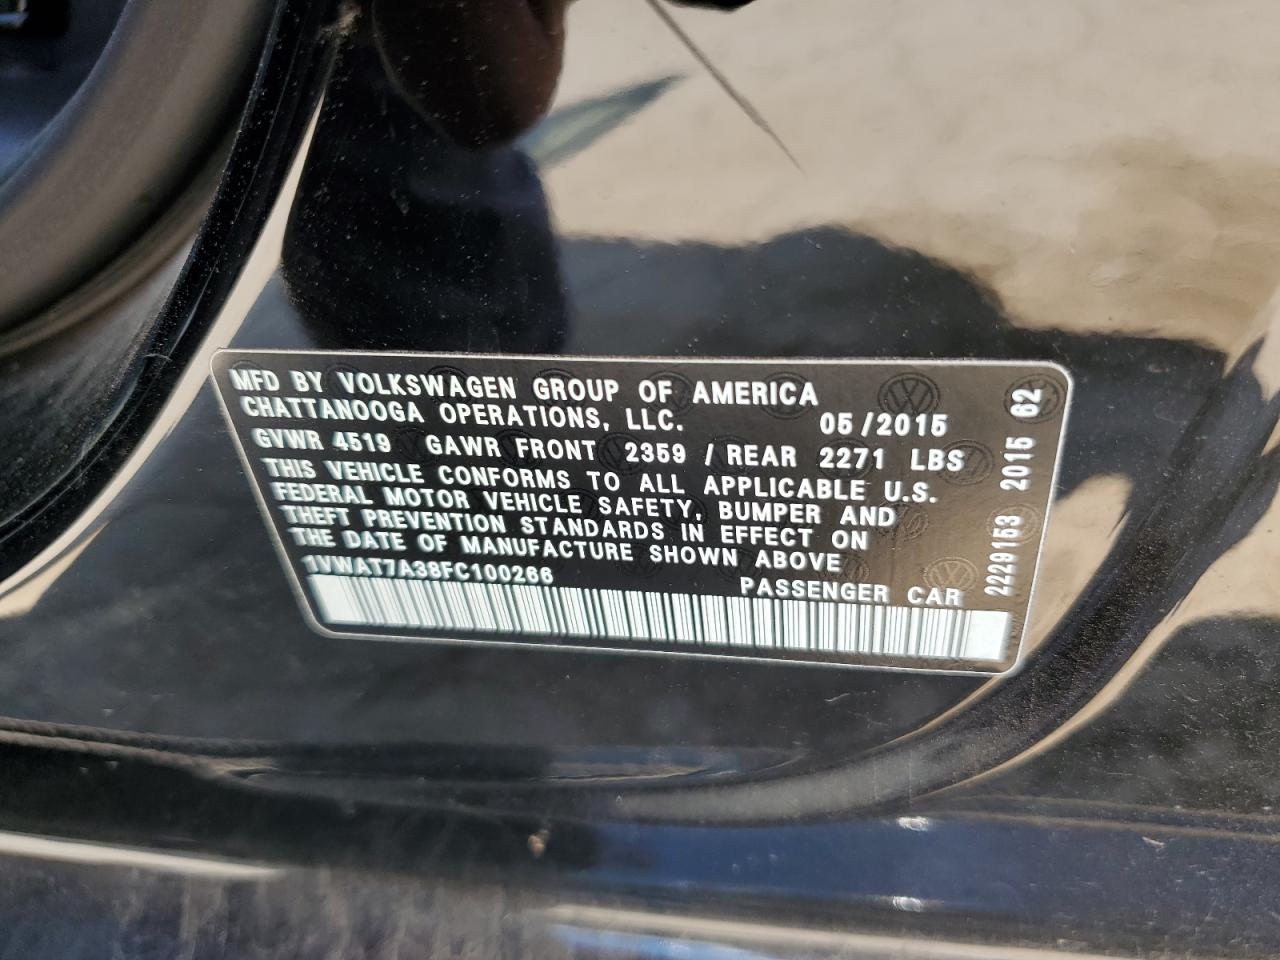 MFD BY VOLKSWAGEN GROUP OF AMERICA
CHATTANOOGA OPERATIONS, LLC. 05/2015
GVWR 4519 GAWR FRONT 2359 / REAR 2271 LBS
THIS VEHICLE CONFORMS TO ALL APPLICABLE U.S.
FEDERAL MOTOR VEHICLE SAFETY, BUMPER AND
THEFT PREVENTION STANDARDS IN EFFECT ON
THE DATE OF MANUFACTURE SHOWN ABOVE
1VWAT7A38FC100266 PASSENGER CAR
2229153 2015 62